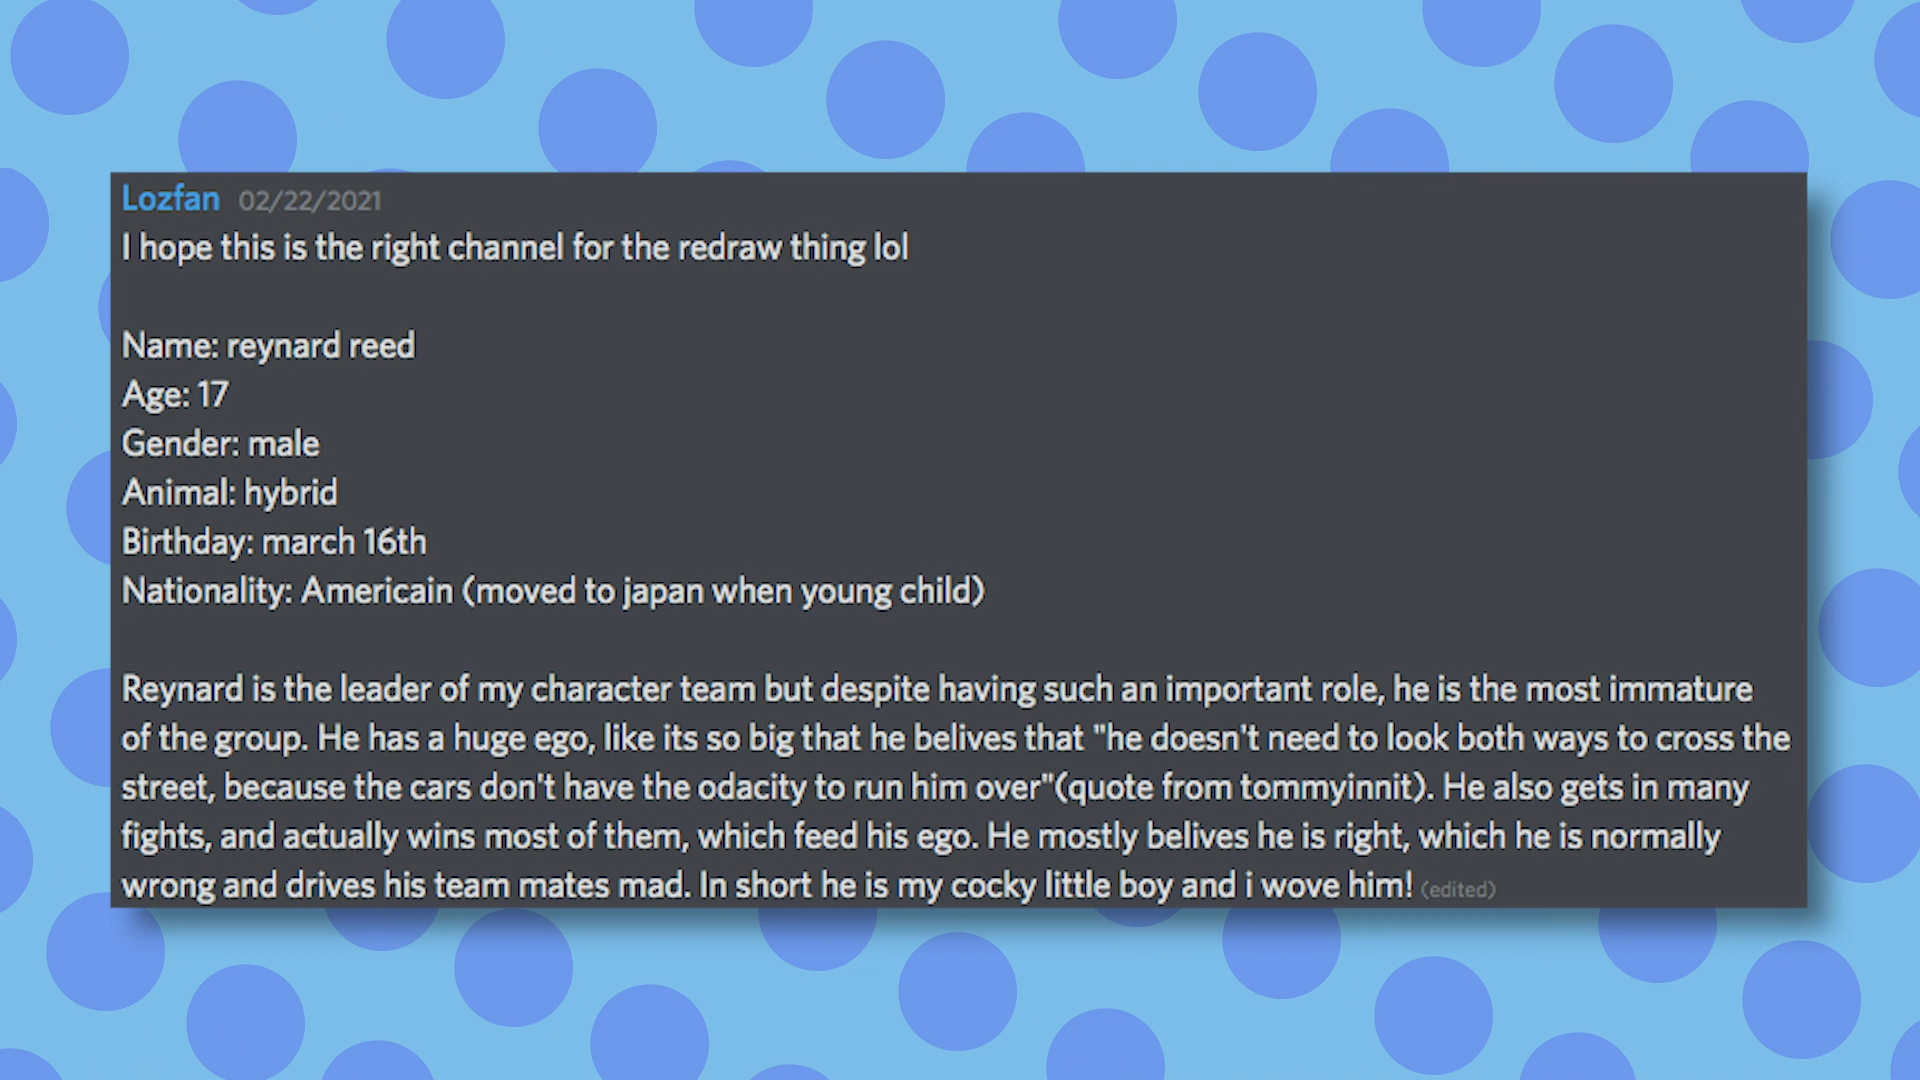 Lozfan 02/22/2021
I hope this is the right channel for the redraw thing lol
Name: reynard reed
Age: 17
Gender: male
Animal: hybrid
Birthday: march 16th
Nationality: Americain (moved to japan when young child)
Reynard is the leader of my character team but despite having such an important role, he is the most immature
of the group. He has a huge ego, like its so big that he belives that "he doesn't need to look both ways to cross the
street, because the cars don't have the odacity to run him over"(quote from tommyinnit). He also gets in many
fights, and actually wins most of them, which feed his ego. He mostly belives he is right, which he is normally
wrong and drives his team mates mad. In short he is my cocky little boy and i wove him! (edited)